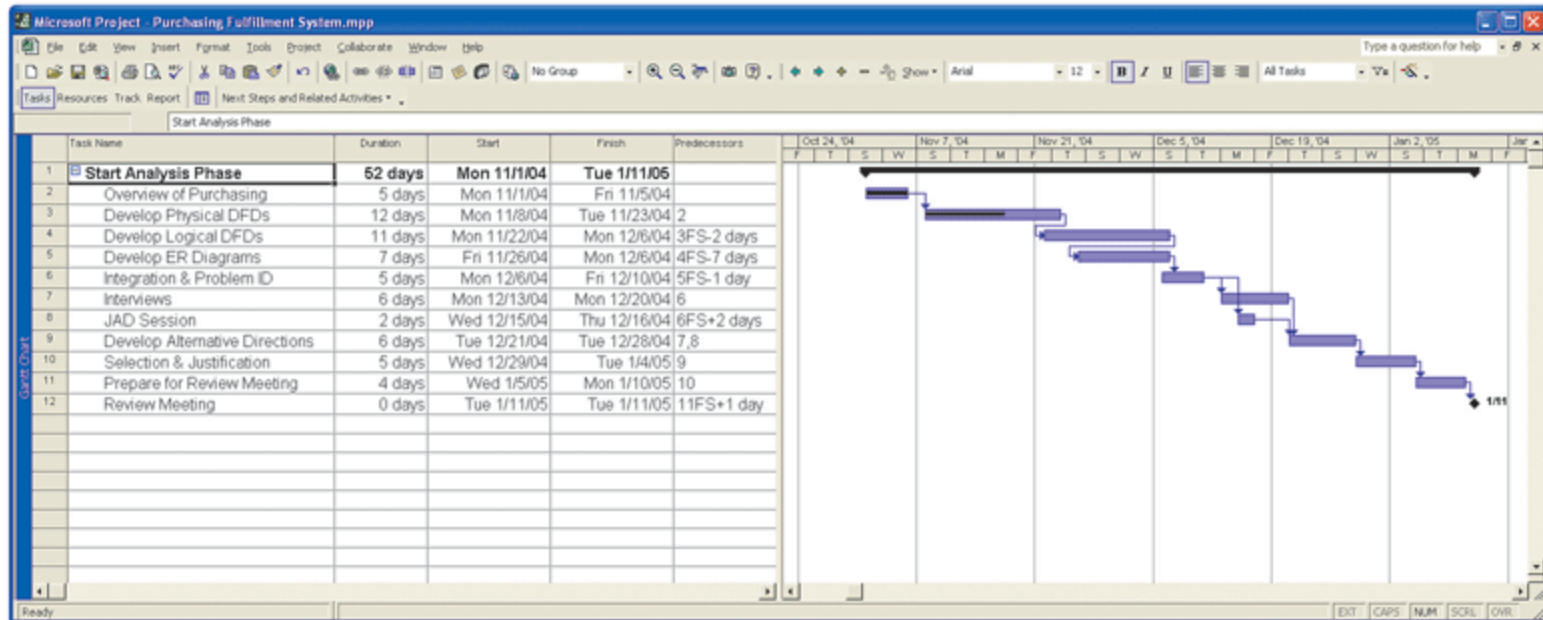 Microsoft Project - Purchasing Fulfillment System.mpp
File Edit View Insert Format Tools Project Collaborate Window Help Type a question for help
No Group Show Arial 12 B I U All Tasks
Tasks Resources Track Report Next Steps and Related Activities
Start Analysis Phase
Task Name Duration Start Finish Predecessors Oct 24, '04 Nov 7, '04 Nov 21, '04 Dec 5, '04 Dec 19, '04 Jan 2, '05 Jan
F T S W S T M F T S W S T M F T S W S T M F
1 Start Analysis Phase 52 days Mon 11/1/04 Tue 1/11/05
2 Overview of Purchasing 5 days Mon 11/1/04 Fri 11/5/04
3 Develop Physical DFDs 12 days Mon 11/8/04 Tue 11/23/04 2
4 Develop Logical DFDs 11 days Mon 11/22/04 Mon 12/6/04 3FS-2 days
5 Develop ER Diagrams 7 days Fri 11/26/04 Mon 12/6/04 4FS-7 days
6 Integration & Problem ID 5 days Mon 12/6/04 Fri 12/10/04 5FS-1 day
7 Interviews 6 days Mon 12/13/04 Mon 12/20/04 6
8 JAD Session 2 days Wed 12/15/04 Thu 12/16/04 6FS+2 days
9 Develop Alternative Directions 6 days Tue 12/21/04 Tue 12/28/04 7,8
10 Selection & Justification 5 days Wed 12/29/04 Tue 1/4/05 9
11 Prepare for Review Meeting 4 days Wed 1/5/05 Mon 1/10/05 10
12 Review Meeting 0 days Tue 1/11/05 Tue 1/11/05 11FS+1 day 1/11
Gantt Chart
Ready EXT CAPS NUM SCRL OVR